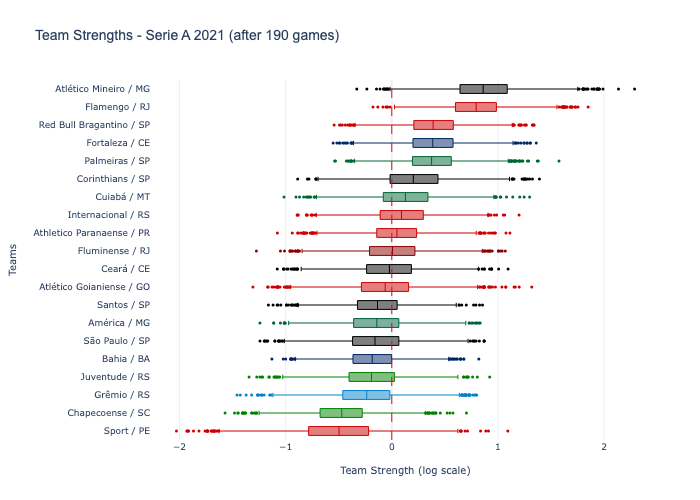 Team Strengths - Serie A 2021 (after 190 games)
Atlético Mineiro / MG
Flamengo / RJ
Red Bull Bragantino / SP
Fortaleza / CE
Palmeiras / SP
Corinthians / SP
Cuiabá / MT
Internacional / RS
Athletico Paranaense / PR
Fluminense / RJ
Ceará / CE
Atlético Goianiense / GO
Santos / SP
América / MG
São Paulo / SP
Bahia / BA
Juventude / RS
Grêmio / RS
Chapecoense / SC
Sport / PE
Teams
−2 −1 0 1 2
Team Strength (log scale)